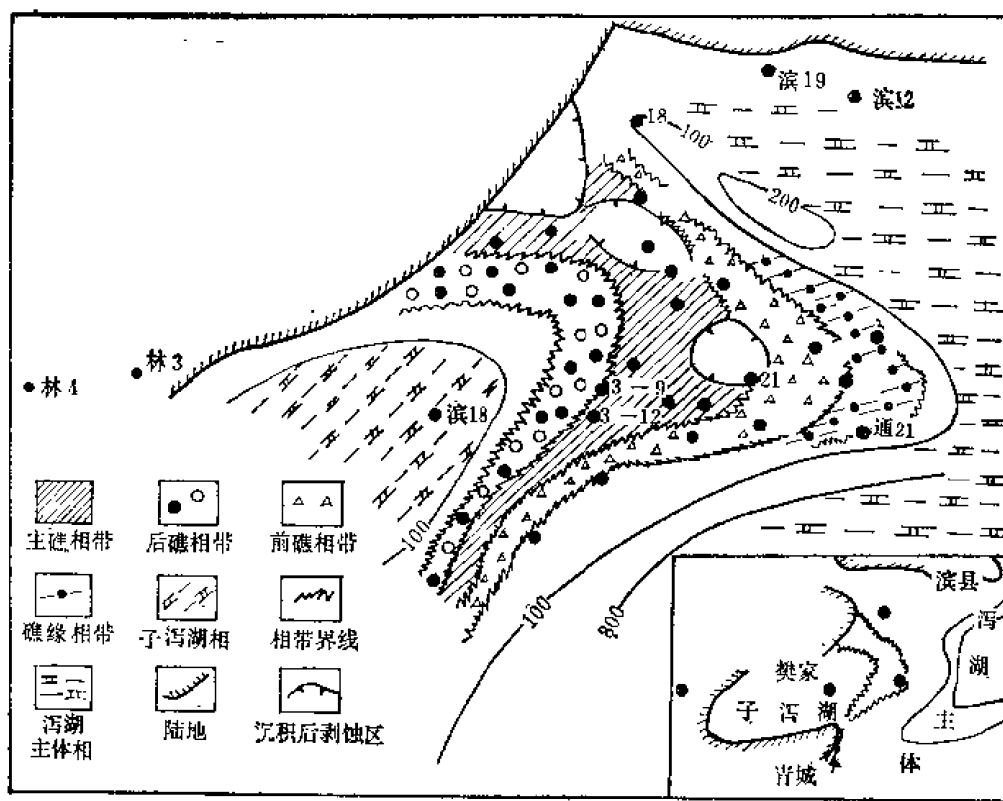 滨19
滨12
18
100
200
林3
林4
滨18
3-9
3-12
21
通21
100
100
800
主礁相带
后礁相带
前礁相带
礁缘相带
子泻湖相
相带界线
泻湖
主体相
陆地
沉积后剥蚀区
滨县
泻
湖
主
体
樊家
子泻湖
青城